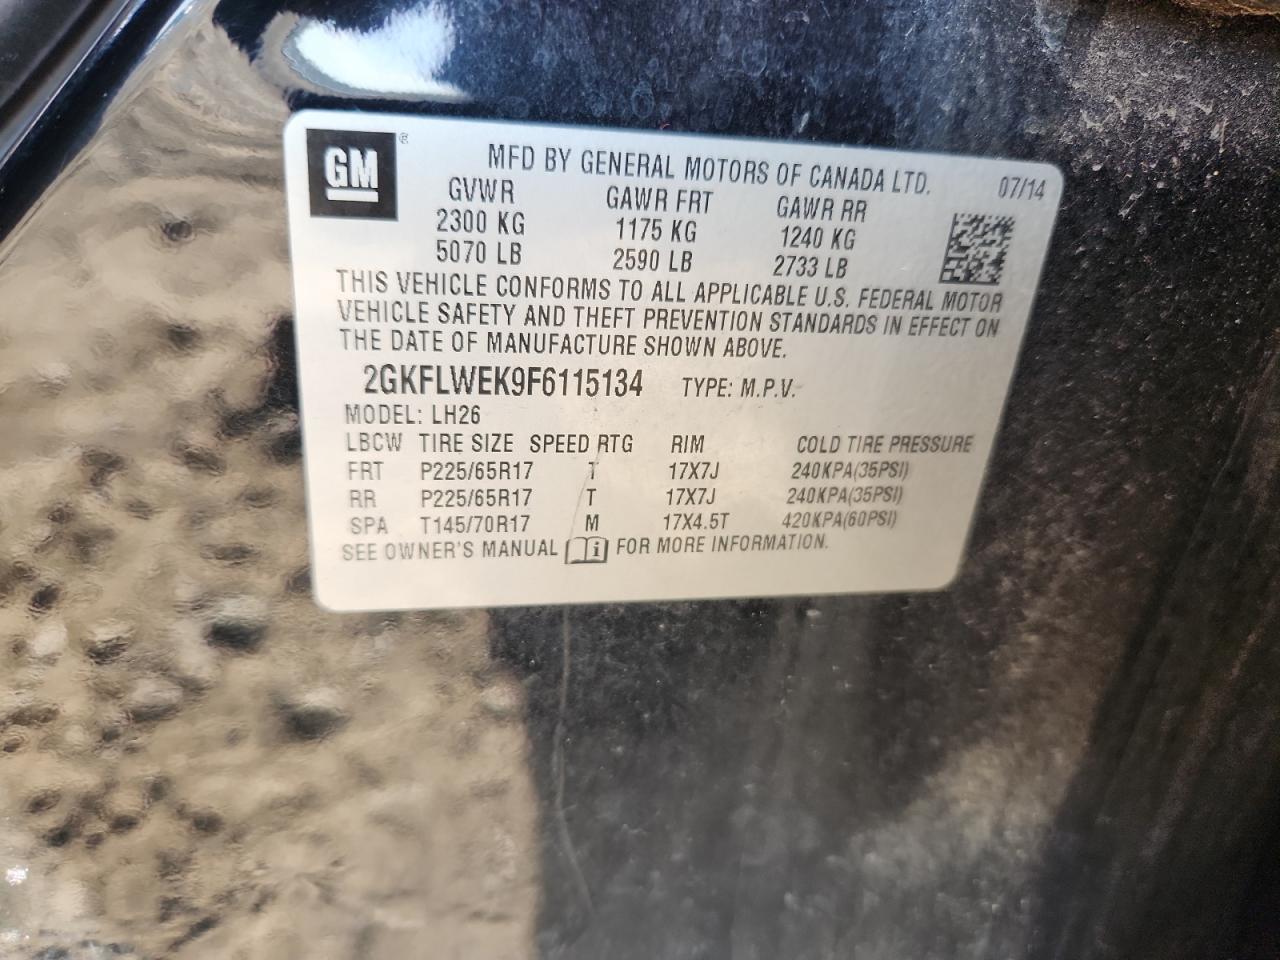 GM ®
MFD BY GENERAL MOTORS OF CANADA LTD. 07/14
GVWR GAWR FRT GAWR RR
2300 KG 1175 KG 1240 KG
5070 LB 2590 LB 2733 LB
THIS VEHICLE CONFORMS TO ALL APPLICABLE U.S. FEDERAL MOTOR
VEHICLE SAFETY AND THEFT PREVENTION STANDARDS IN EFFECT ON
THE DATE OF MANUFACTURE SHOWN ABOVE.
2GKFLWEK9F6115134 TYPE: M.P.V.
MODEL: LH26
LBCW TIRE SIZE SPEED RTG RIM COLD TIRE PRESSURE
FRT P225/65R17 T 17X7J 240KPA(35PSI)
RR P225/65R17 T 17X7J 240KPA(35PSI)
SPA T145/70R17 M 17X4.5T 420KPA(60PSI)
SEE OWNER'S MANUAL i FOR MORE INFORMATION.